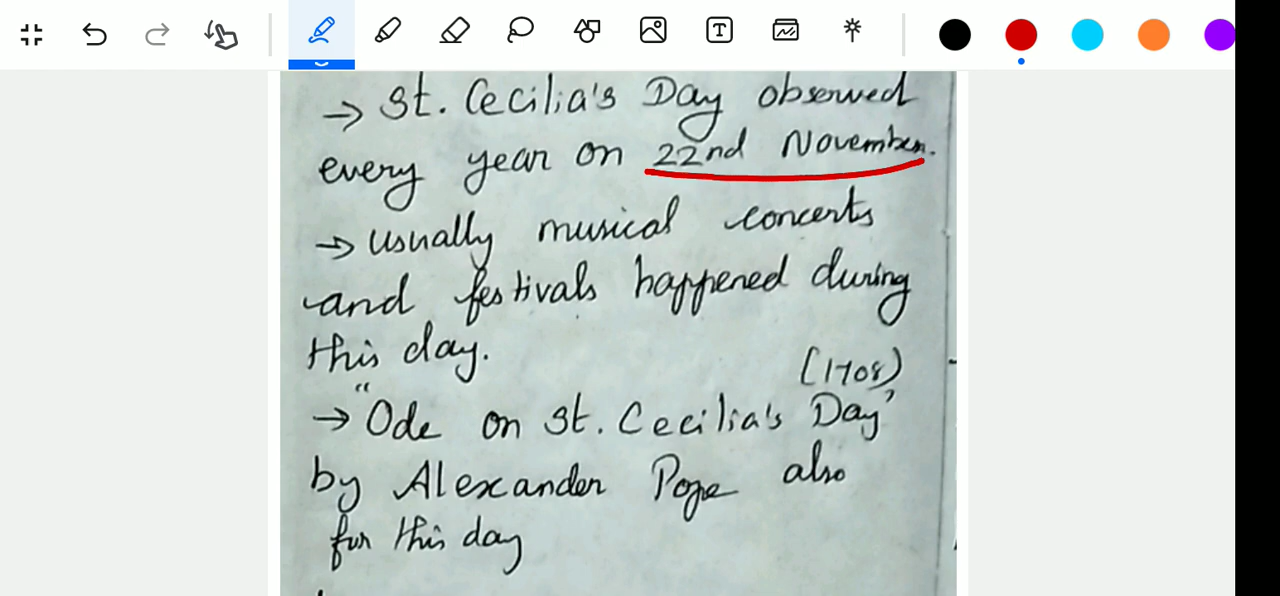 → St. Cecilia's Day observed
every year on 22nd November.
→ usually musical concerts
and festivals happened during
this day.
(1708)
→ "Ode on St. Cecilia's Day"
by Alexander Pope also
for this day